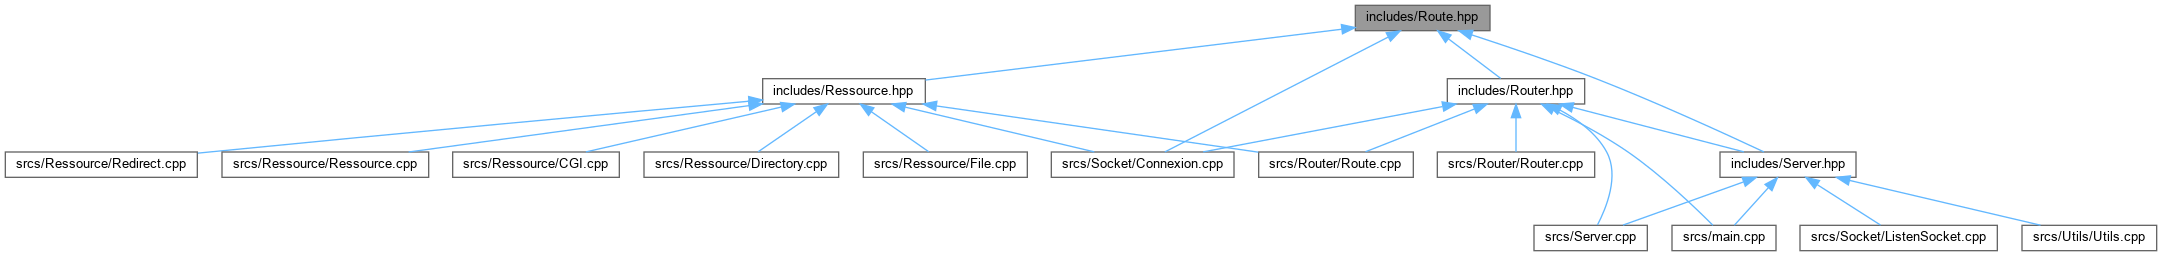 includes/Route.hpp
includes/Ressource.hpp
includes/Router.hpp
srcs/Ressource/Redirect.cpp
srcs/Ressource/Ressource.cpp
srcs/Ressource/CGI.cpp
srcs/Ressource/Directory.cpp
srcs/Ressource/File.cpp
srcs/Socket/Connexion.cpp
srcs/Router/Route.cpp
srcs/Router/Router.cpp
includes/Server.hpp
srcs/Server.cpp
srcs/main.cpp
srcs/Socket/ListenSocket.cpp
srcs/Utils/Utils.cpp